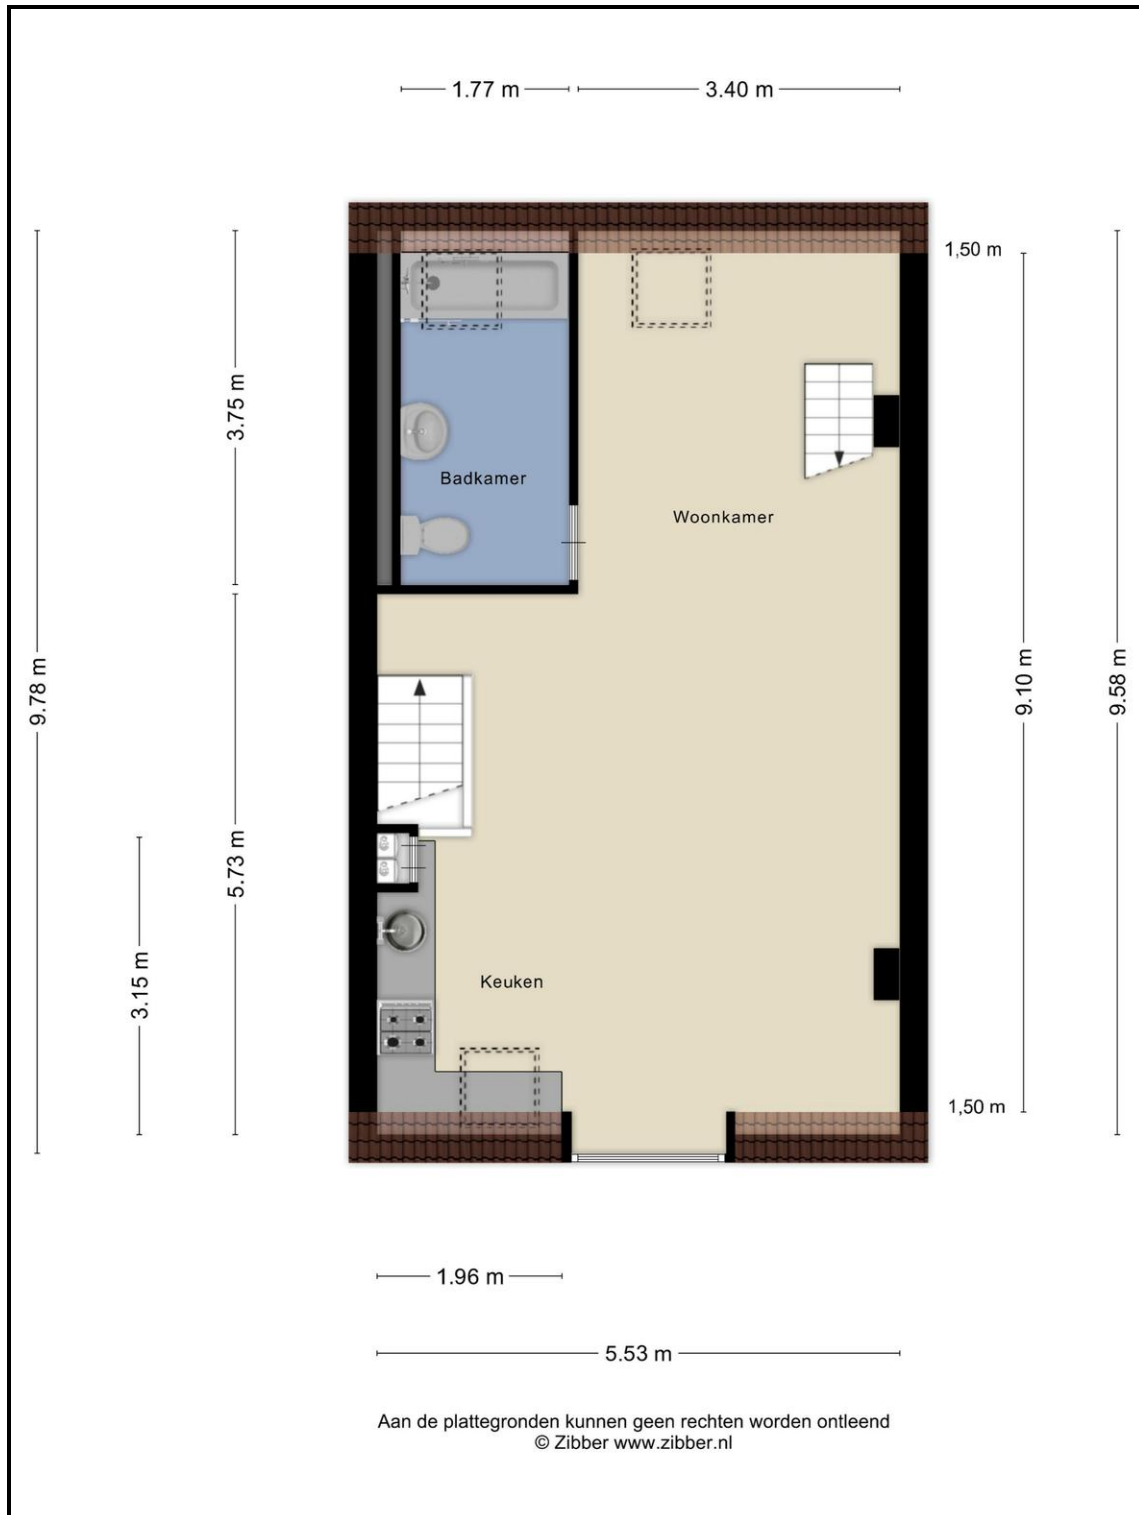 1.77 m
3.40 m
1,50 m
3.75 m
Badkamer
Woonkamer
9.78 m
9.10 m
9.58 m
5.73 m
3.15 m
Keuken
1,50 m
1.96 m
5.53 m
Aan de plattegronden kunnen geen rechten worden ontleend
© Zibber www.zibber.nl